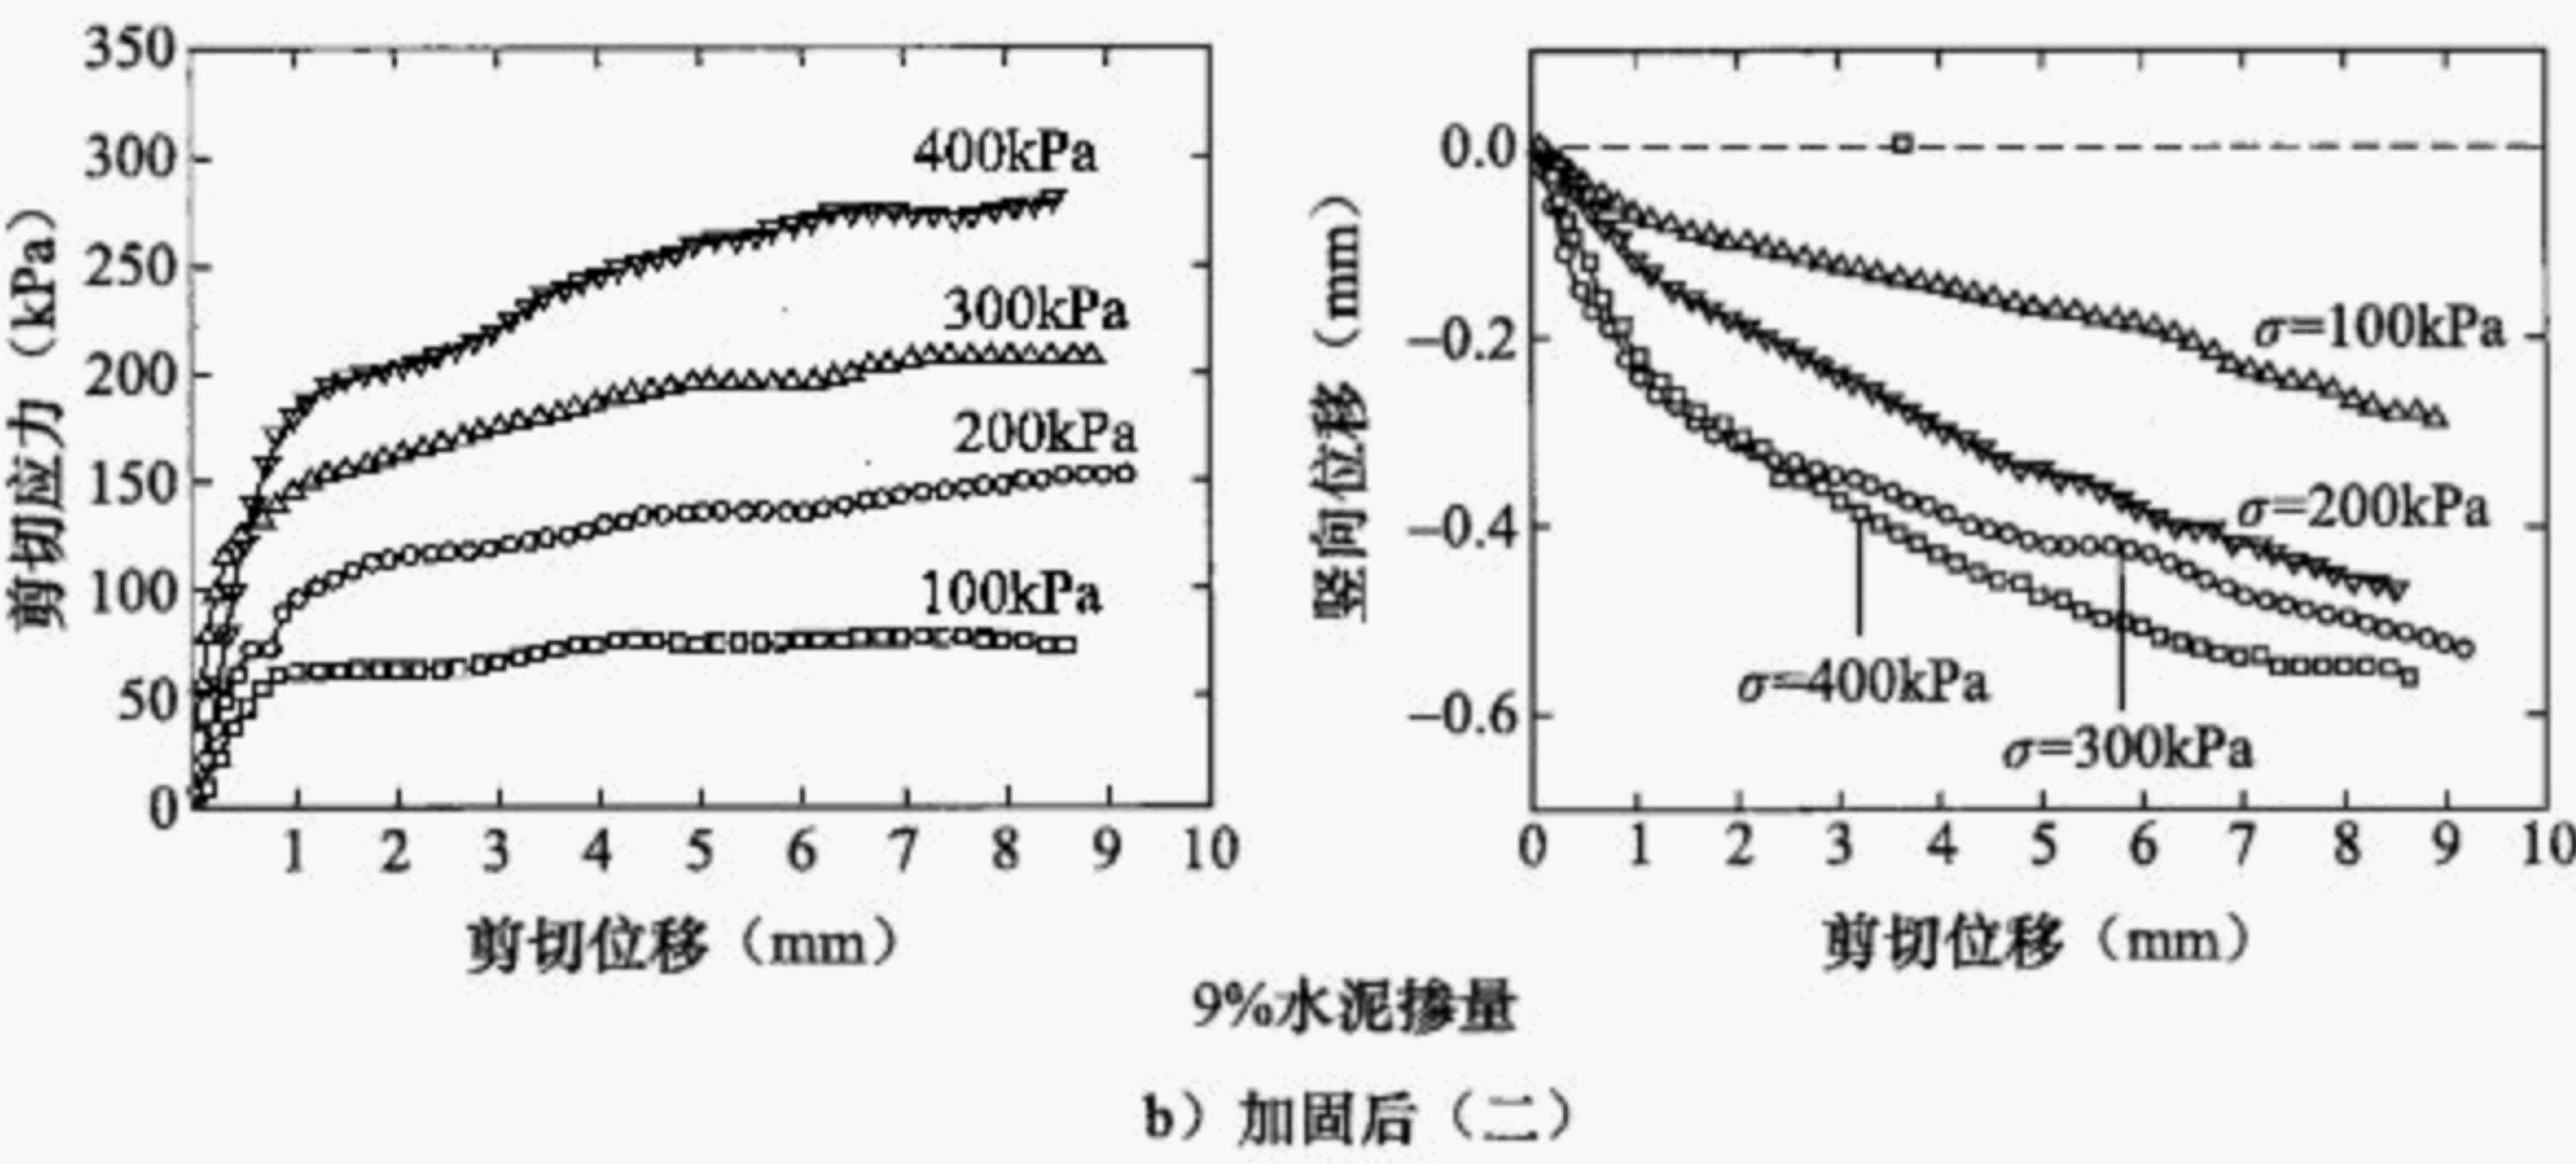 剪切应力（kPa）
350
300
250
200
150
100
50
0
400kPa
300kPa
200kPa
100kPa
1 2 3 4 5 6 7 8 9 10
剪切位移（mm）
竖向位移（mm）
0.0
−0.2
−0.4
−0.6
σ=100kPa
σ=200kPa
σ=400kPa
σ=300kPa
0 1 2 3 4 5 6 7 8 9 10
剪切位移（mm）
9%水泥掺量
b）加固后（二）